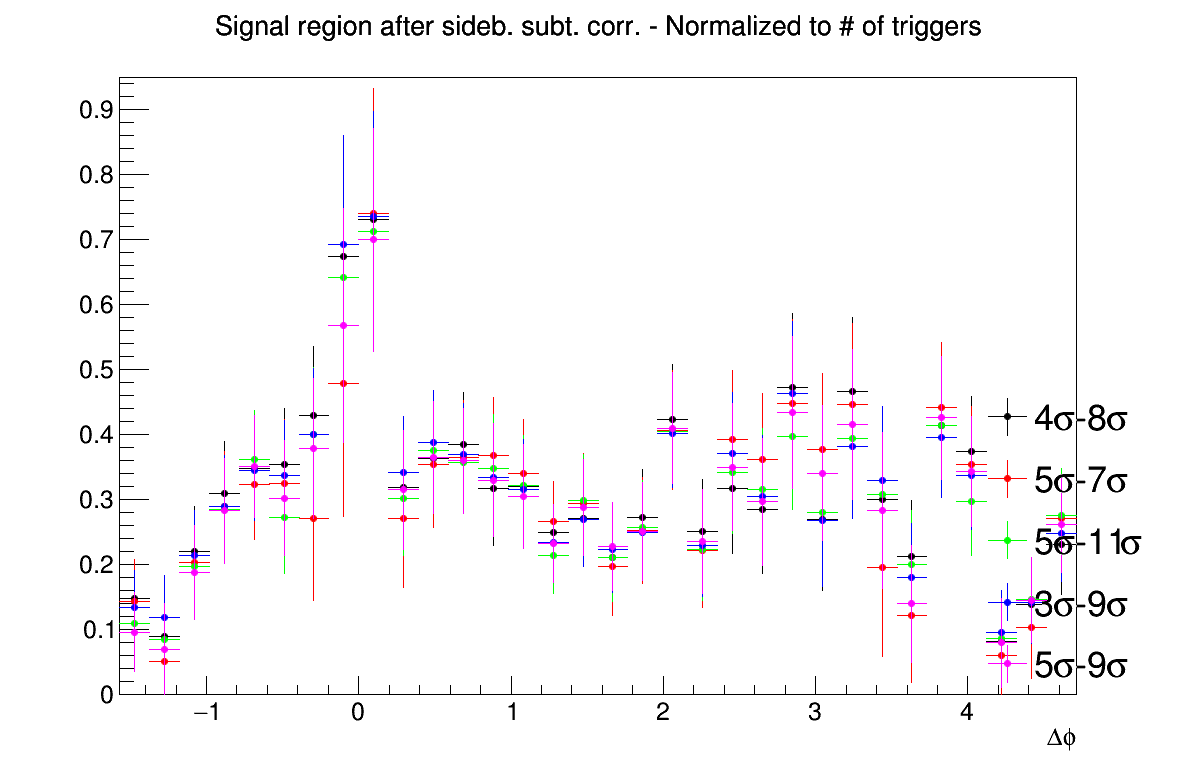 Signal region after sideb. subt. corr. - Normalized to # of triggers
0.9
0.8
0.7
0.6
0.5
0.4
0.3
0.2
0.1
0
4σ-8σ
5σ-7σ
5σ-11σ
3σ-9σ
5σ-9σ
−1 0 1 2 3 4
Δϕ